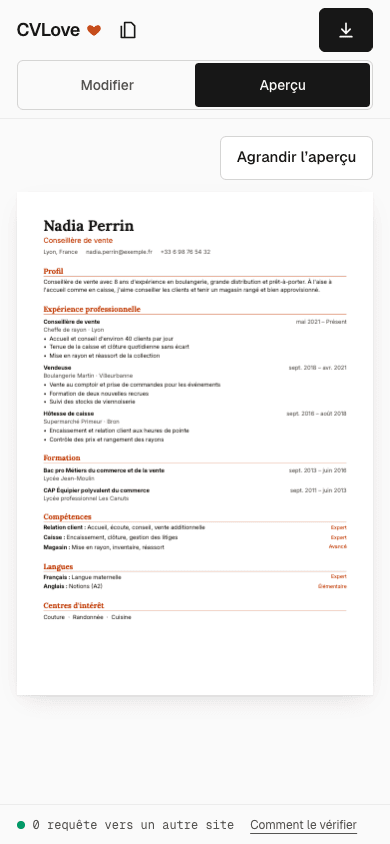 CVLove
Modifier
Aperçu
Agrandir l'aperçu
Nadia Perrin
Conseillère de vente
Lyon, France nadia.perrin@exemple.fr +33 6 98 76 54 32
Profil
Conseillère de vente avec 8 ans d'expérience en boulangerie, grande distribution et prêt-à-porter. À l'aise à
l'accueil comme en caisse, j'aime conseiller les clients et tenir un magasin rangé et bien approvisionné.
Expérience professionnelle
Conseillère de vente mai 2021 – Présent
Cheffe de rayon · Lyon
• Accueil et conseil d'environ 40 clients par jour
• Tenue de la caisse et clôture quotidienne sans écart
• Mise en rayon et réassort de la collection
Vendeuse sept. 2018 – avr. 2021
Boulangerie Martin · Villeurbanne
• Vente au comptoir et prise de commandes pour les événements
• Formation de deux nouvelles recrues
• Suivi des stocks de viennoiserie
Hôtesse de caisse sept. 2016 – août 2018
Supermarché Primeur · Bron
• Encaissement et relation client aux heures de pointe
• Contrôle des prix et rangement des rayons
Formation
Bac pro Métiers du commerce et de la vente sept. 2013 – juin 2016
Lycée Jean-Moulin
CAP Équipier polyvalent du commerce sept. 2011 – juin 2013
Lycée professionnel Les Canuts
Compétences
Relation client : Accueil, écoute, conseil, vente additionnelle Expert
Caisse : Encaissement, clôture, gestion des litiges Expert
Magasin : Mise en rayon, inventaire, réassort Avancé
Langues
Français : Langue maternelle Expert
Anglais : Notions (A2) Élémentaire
Centres d'intérêt
Couture · Randonnée · Cuisine
0 requête vers un autre site Comment le vérifier